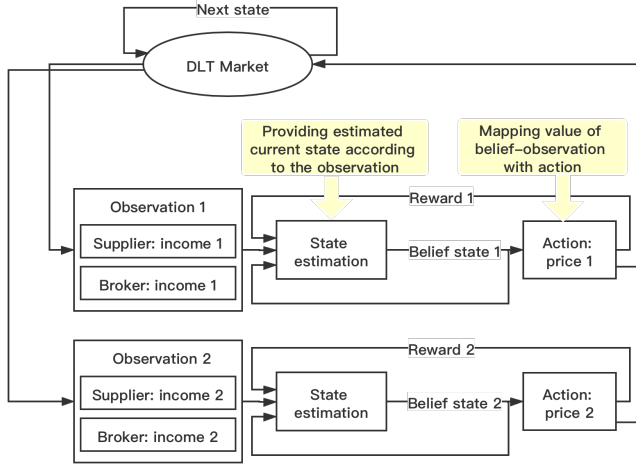 Next state
DLT Market
Providing estimated
current state according
to the observation
Mapping value of
belief-observation
with action
Observation 1
Supplier: income 1
Broker: income 1
Reward 1
State
estimation
Belief state 1
Action:
price 1
Observation 2
Supplier: income 2
Broker: income 2
Reward 2
State
estimation
Belief state 2
Action:
price 2